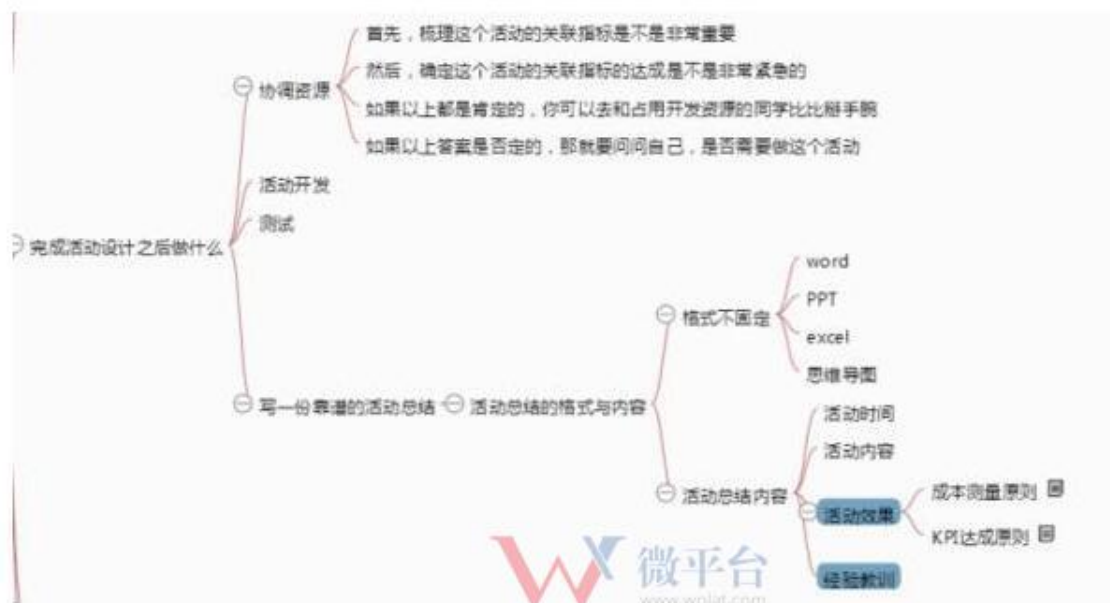 首先，梳理这个活动的关联指标是不是非常重要
然后，确定这个活动的关联指标的达成是不是非常紧急的
协调资源
如果以上都是肯定的，你可以去和占用开发资源的同学比比掰手腕
如果以上答案是否定的，那就要问问自己，是否需要做这个活动
活动开发
测试
完成活动设计之后做什么
word
PPT
格式不固定
excel
思维导图
写一份靠谱的活动总结
活动总结的格式与内容
活动时间
活动内容
活动总结内容
成本测量原则
活动效果
KPI达成原则
经验教训
微平台
www.wplat.com